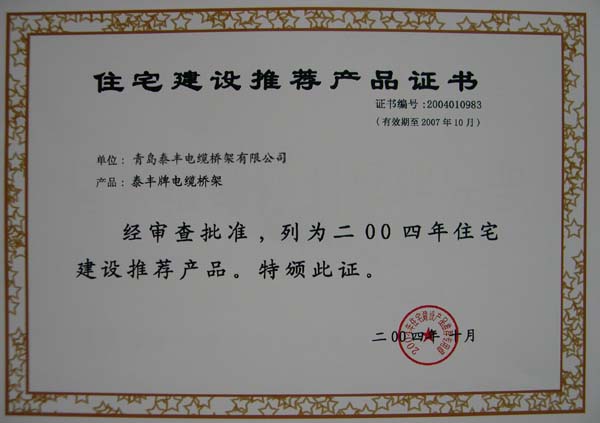 住宅建设推荐产品证书
证书编号:2004010983
(有效期至2007年10月)
单位: 青岛泰丰电缆桥架有限公司
产品: 泰丰牌电缆桥架
经审查批准,列为二00四年住宅
建设推荐产品。特颁此证。
二00四年十月